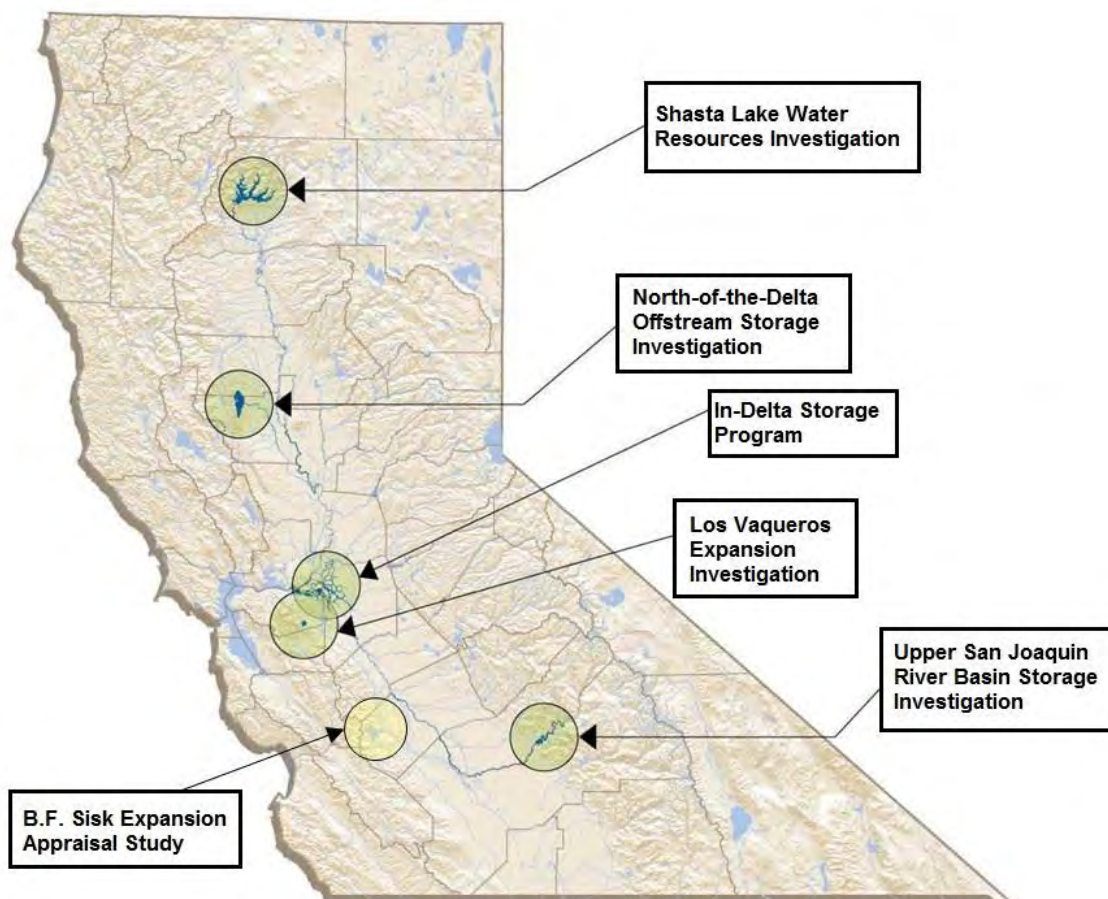 Shasta Lake Water
Resources Investigation
North-of-the-Delta
Offstream Storage
Investigation
In-Delta Storage
Program
Los Vaqueros
Expansion
Investigation
Upper San Joaquin
River Basin Storage
Investigation
B.F. Sisk Expansion
Appraisal Study